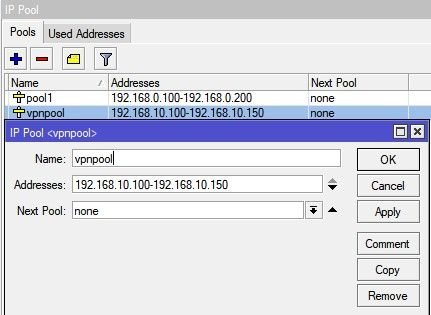 IP Pool
Pools Used Addresses
Name Addresses Next Pool
pool1 192.168.0.100-192.168.0.200 none
vpnpool 192.168.10.100-192.168.10.150 none
IP Pool <vpnpool>
Name: vpnpool OK
Addresses: 192.168.10.100-192.168.10.150 Cancel
Next Pool: none Apply
Comment
Copy
Remove